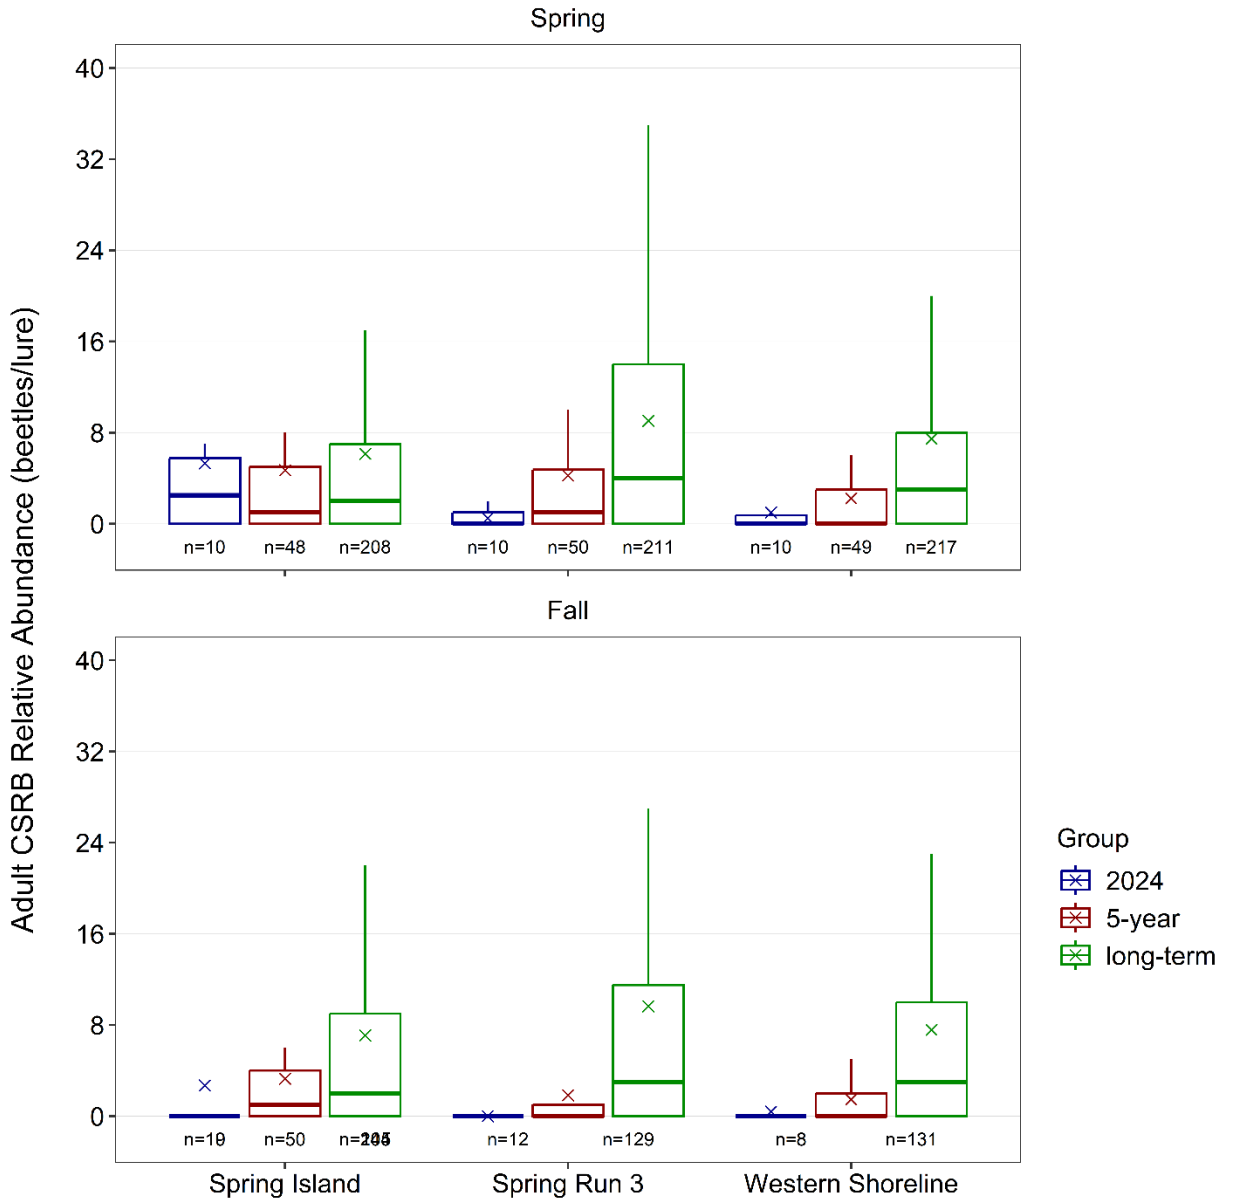 Spring
Adult CSRB Relative Abundance (beetles/lure)
40
32
24
16
8
0
n=10 n=48 n=208 n=10 n=50 n=211 n=10 n=49 n=217
Fall
40
32
24
16
8
0
n=19 n=50 n=12 n=129 n=8 n=131
Spring Island Spring Run 3 Western Shoreline
Group
2024
5-year
long-term